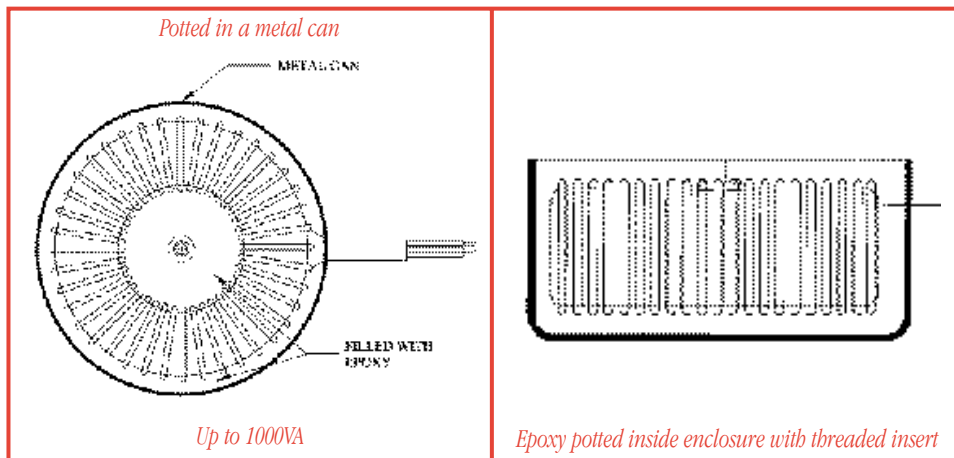 Potted in a metal can
METAL CAN
FILLED WITH
EPOXY
Up to 1000VA
Epoxy potted inside enclosure with threaded insert